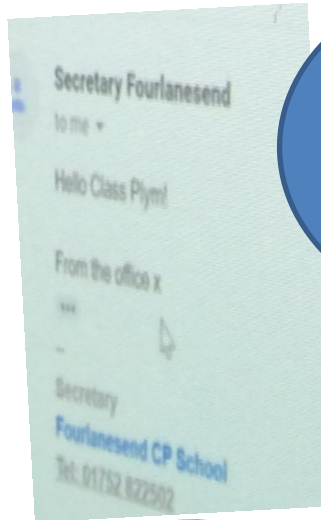 Secretary Fourlanesend
to me
Hello Class Plym!
From the office x
...
--
Secretary
Fourlanesend CP School
Tel: 01752 822502